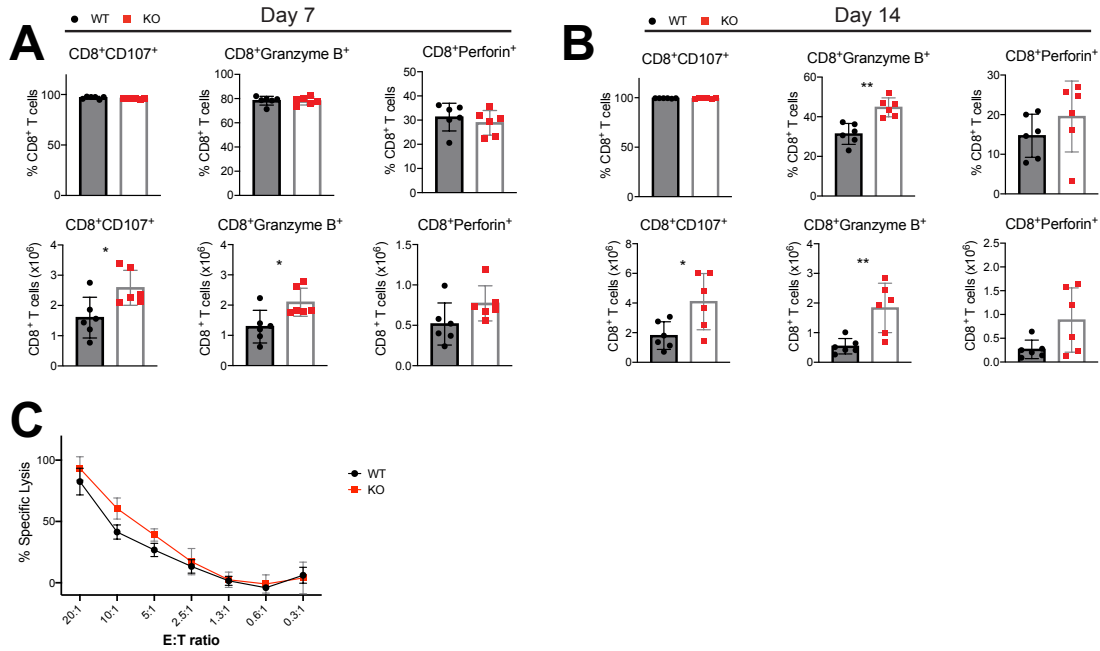 WT KO Day 7
A
CD8⁺CD107⁺ CD8⁺Granzyme B⁺ CD8⁺Perforin⁺
% CD8⁺ T cells
100
50
0
% CD8⁺ T cells
100
80
60
40
20
0
% CD8⁺ T cells
40
30
20
10
0
CD8⁺CD107⁺ CD8⁺Granzyme B⁺ CD8⁺Perforin⁺
CD8⁺ T cells (x10⁶)
4
3
2
1
0
*
CD8⁺ T cells (x10⁶)
4
3
2
1
0
*
CD8⁺ T cells (x10⁶)
1.5
1.0
0.5
0.0
WT KO Day 14
B
CD8⁺CD107⁺ CD8⁺Granzyme B⁺ CD8⁺Perforin⁺
% CD8⁺ T cells
100
50
0
% CD8⁺ T cells
60
40
20
0
**
% CD8⁺ T cells
30
20
10
0
CD8⁺CD107⁺ CD8⁺Granzyme B⁺ CD8⁺Perforin⁺
CD8⁺ T cells (x10⁶)
8
6
4
2
0
*
CD8⁺ T cells (x10⁶)
4
3
2
1
0
**
CD8⁺ T cells (x10⁶)
2.5
2.0
1.5
1.0
0.5
0.0
C
% Specific Lysis
100
50
0
20:1 10:1 5:1 2.5:1 1.3:1 0.6:1 0.3:1
E:T ratio
WT
KO